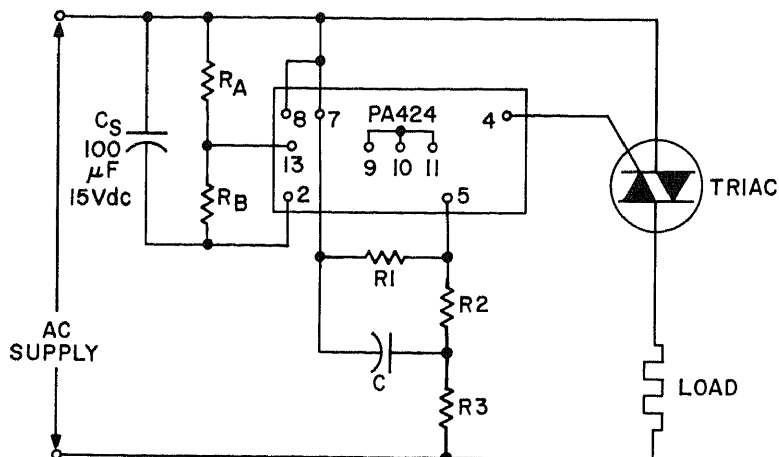 RA
8
7
PA424
4
CS
100
μF
15Vdc
13
9
10
11
TRIAC
RB
2
5
R1
R2
AC
SUPPLY
C
R3
LOAD